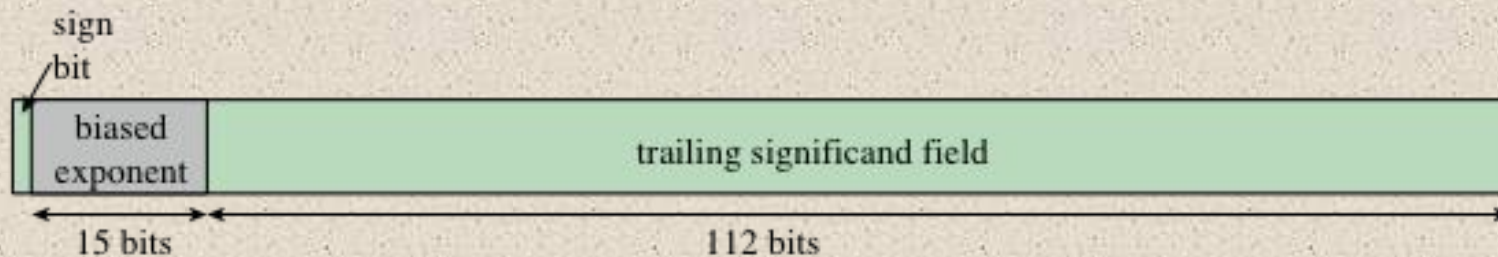 sign
bit
biased
exponent
trailing significand field
15 bits
112 bits